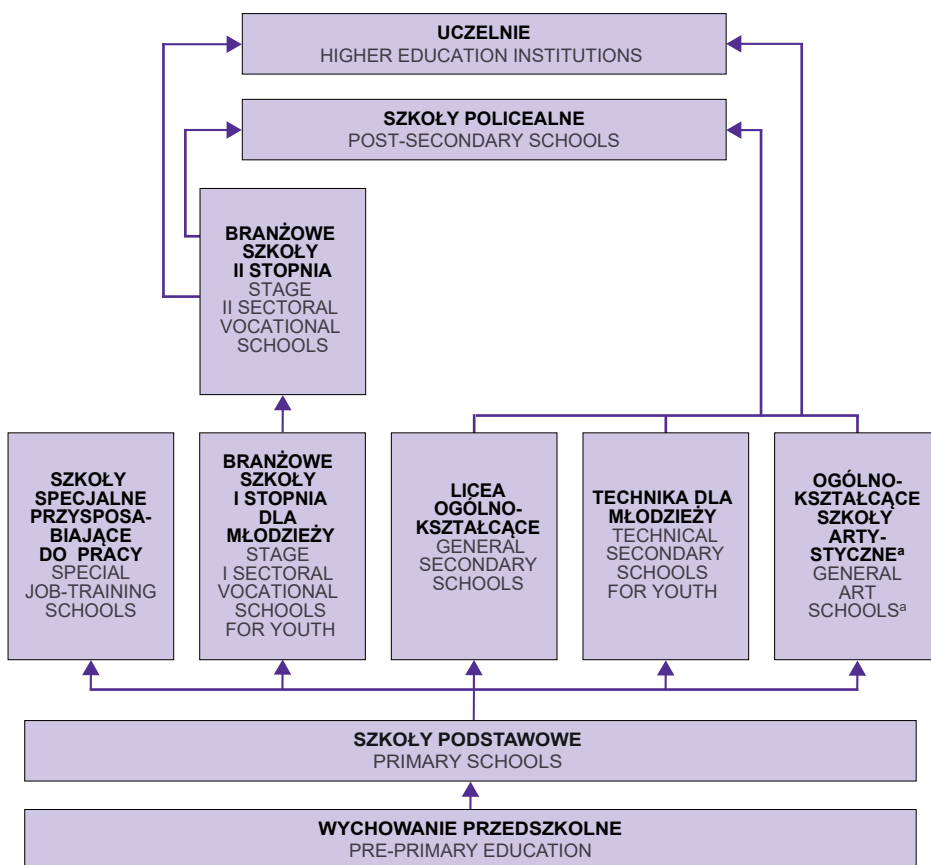 UCZELNIE
HIGHER EDUCATION INSTITUTIONS
SZKOŁY POLICEALNE
POST-SECONDARY SCHOOLS
BRANŻOWE
SZKOŁY
II STOPNIA
STAGE
II SECTORAL
VOCATIONAL
SCHOOLS
SZKOŁY
SPECJALNE
PRZYSPOSA-
BIAJĄCE
DO PRACY
SPECIAL
JOB-TRAINING
SCHOOLS
BRANŻOWE
SZKOŁY
I STOPNIA
DLA
MŁODZIEŻY
STAGE
I SECTORAL
VOCATIONAL
SCHOOLS
FOR YOUTH
LICEA
OGÓLNO-
KSZTAŁCĄCE
GENERAL
SECONDARY
SCHOOLS
TECHNIKA DLA
MŁODZIEŻY
TECHNICAL
SECONDARY
SCHOOLS
FOR YOUTH
OGÓLNO-
KSZTAŁCĄCE
SZKOŁY
ARTY-
STYCZNEª
GENERAL
ART
SCHOOLSª
SZKOŁY PODSTAWOWE
PRIMARY SCHOOLS
WYCHOWANIE PRZEDSZKOLNE
PRE-PRIMARY EDUCATION